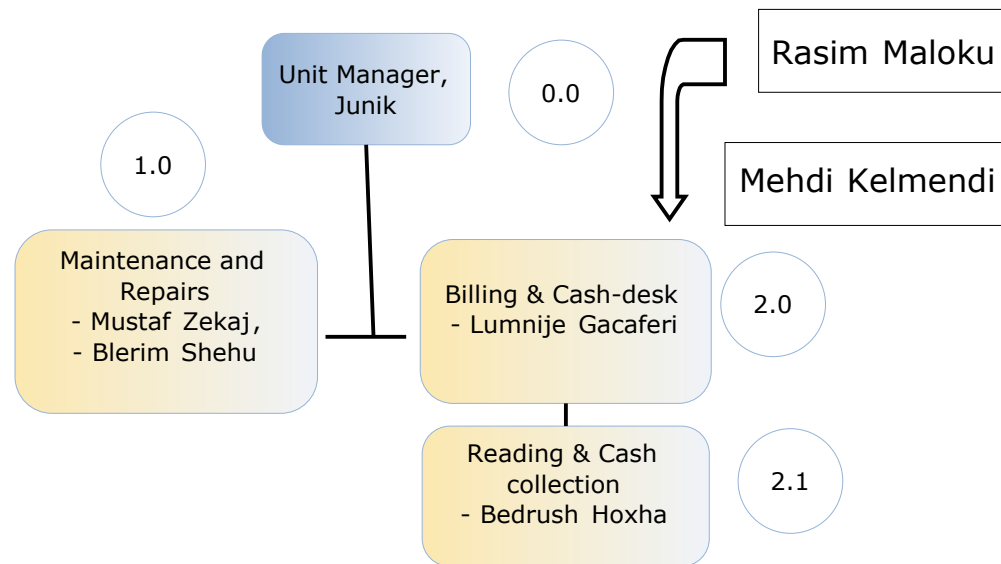 Unit Manager,
Junik
0.0
Rasim Maloku
1.0
Mehdi Kelmendi
Maintenance and
Repairs
- Mustaf Zekaj,
- Blerim Shehu
Billing & Cash-desk
- Lumnije Gacaferi
2.0
Reading & Cash
collection
- Bedrush Hoxha
2.1